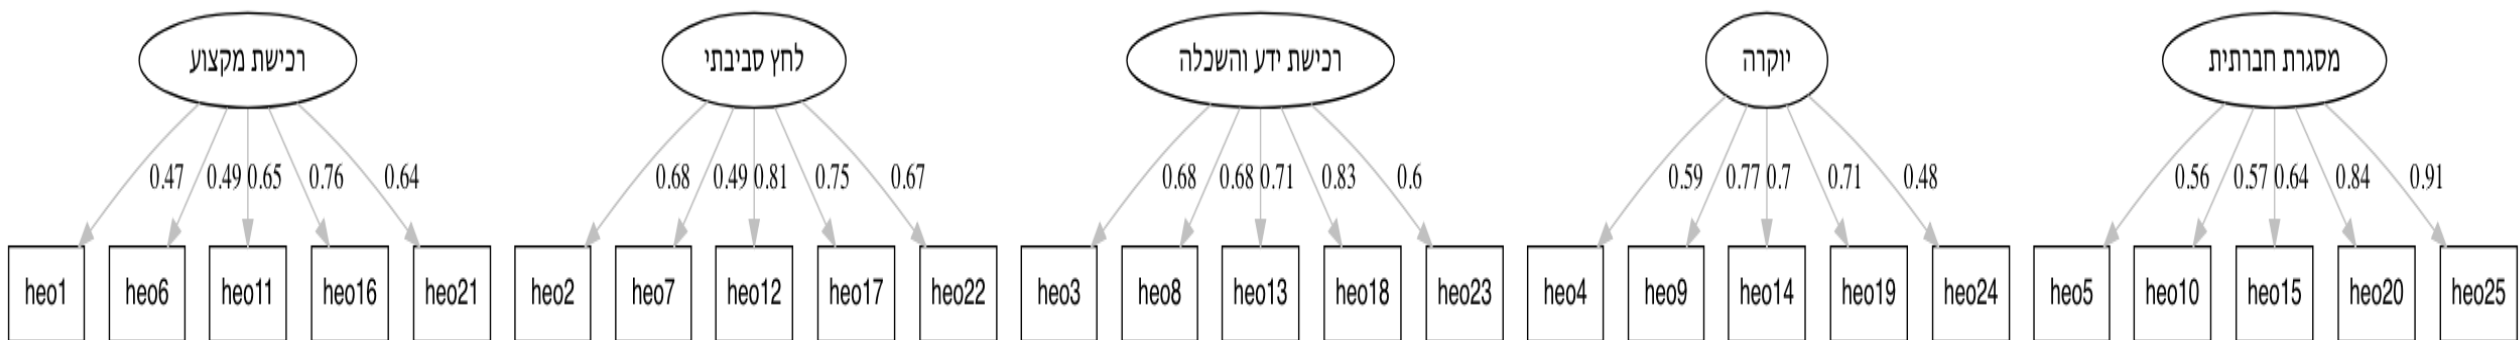 רכישת מקצוע לחץ סביבתי רכישת ידע והשכלה יוקרה מסגרת חברתית
0.47 0.49 0.65 0.76 0.64 0.68 0.49 0.81 0.75 0.67 0.68 0.68 0.71 0.83 0.6 0.59 0.77 0.7 0.71 0.48 0.56 0.57 0.64 0.84 0.91
heo1 heo6 heo11 heo16 heo21 heo2 heo7 heo12 heo17 heo22 heo3 heo8 heo13 heo18 heo23 heo4 heo9 heo14 heo19 heo24 heo5 heo10 heo15 heo20 heo25